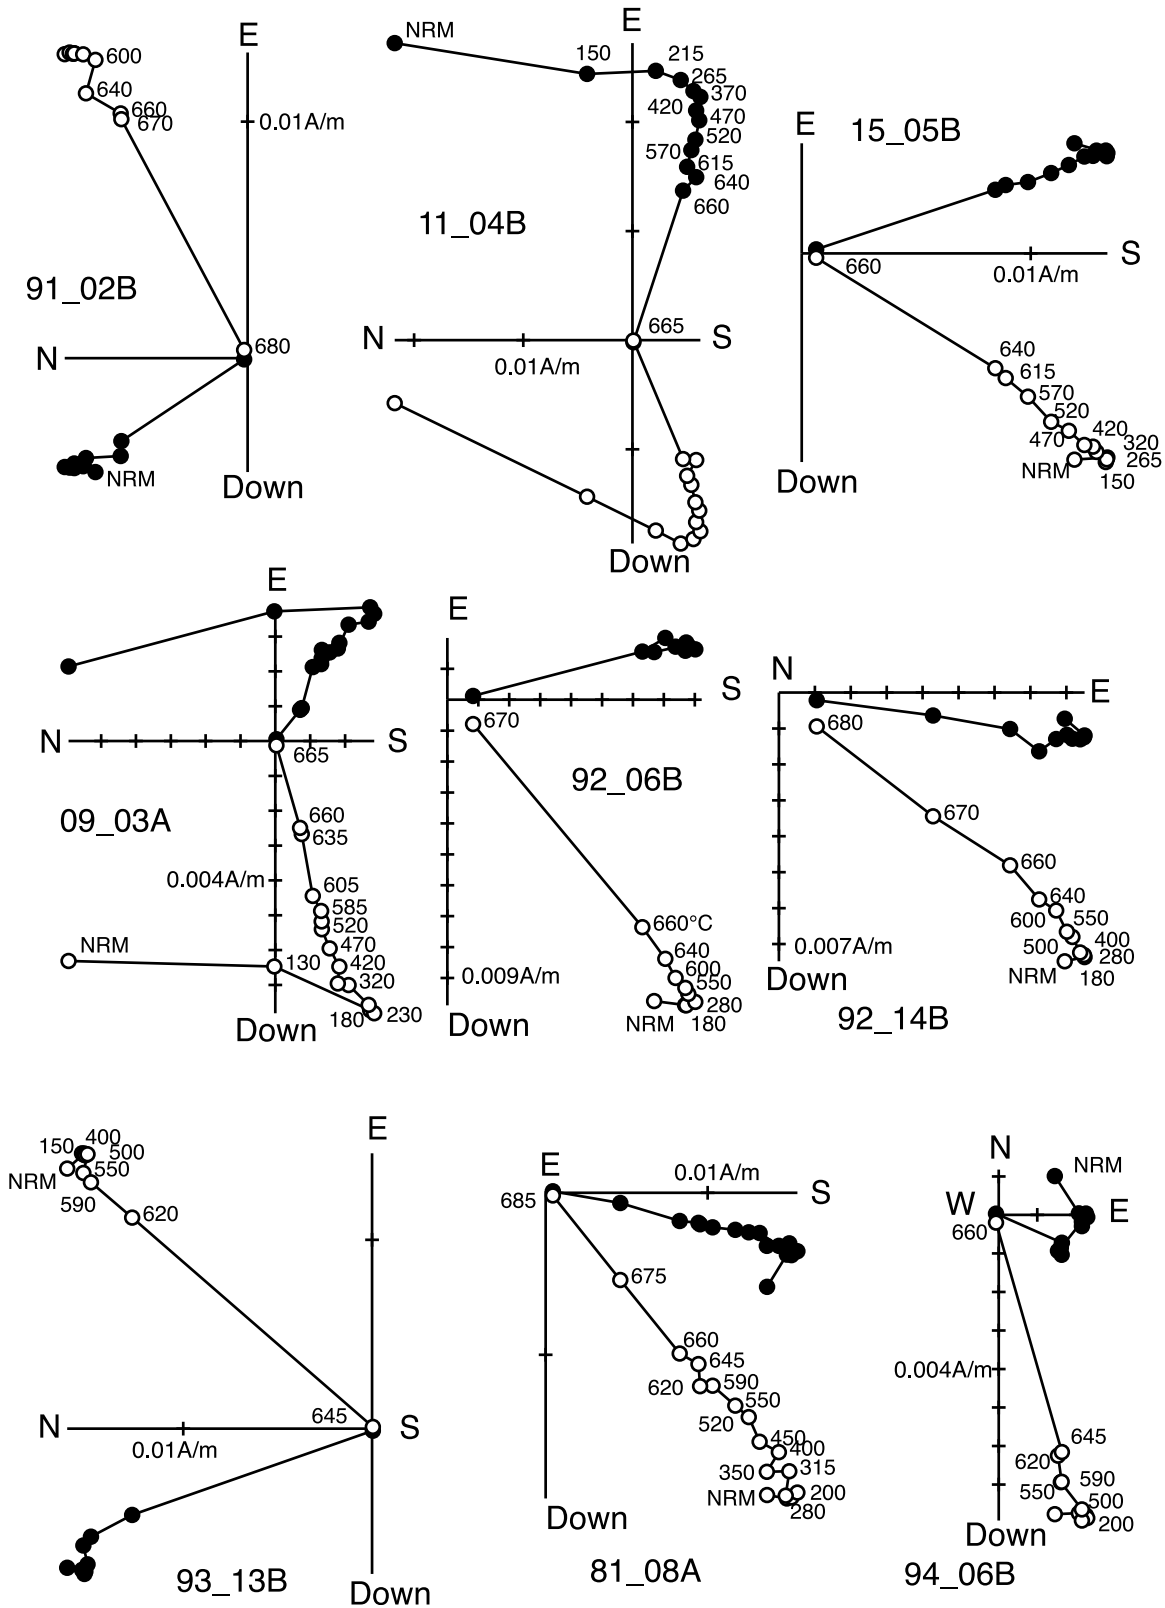 E
600
640
660
670
0.01A/m
91_02B
N
680
NRM
Down
NRM
E
150
215
265
370
420
470
520
570
615
640
660
11_04B
N
665
S
0.01A/m
Down
E
15_05B
660
0.01A/m
S
640
615
570
520
470
420
320
NRM
265
150
Down
E
N
665
S
09_03A
660
635
0.004A/m
605
585
520
470
NRM
130
420
320
180
230
Down
E
S
670
92_06B
660°C
640
600
550
0.009A/m
280
NRM
180
Down
N
E
680
670
660
640
600
550
500
400
0.007A/m
280
NRM
180
Down
92_14B
E
150
400
500
NRM
550
590
620
645
N
S
0.01A/m
93_13B
Down
E
0.01A/m
S
685
675
660
645
620
590
550
520
450
400
350
315
NRM
200
280
Down
81_08A
N
NRM
W
E
660
0.004A/m
645
620
590
550
500
200
Down
94_06B